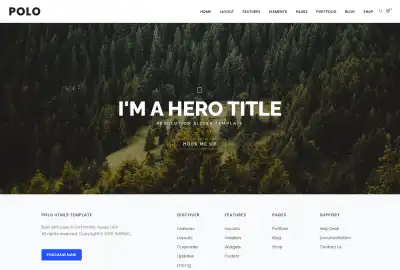 POLO
HOME LAYOUT FEATURES ELEMENTS PAGES PORTFOLIO BLOG SHOP
I'M A HERO TITLE
REVOLUTION SLIDER TEMPLATE
HOOK ME UP
POLO HTML5 TEMPLATE
DISCOVER FEATURES PAGES SUPPORT
Built with love in Fort Worth, Texas, USA
All rights reserved. Copyright © 2019. INSPIRO.
PURCHASE NOW
Features Layouts Portfolio Help Desk
Layouts Headers Blog Documentation
Corporate Widgets Shop Contact Us
Updates Footers
Pricing